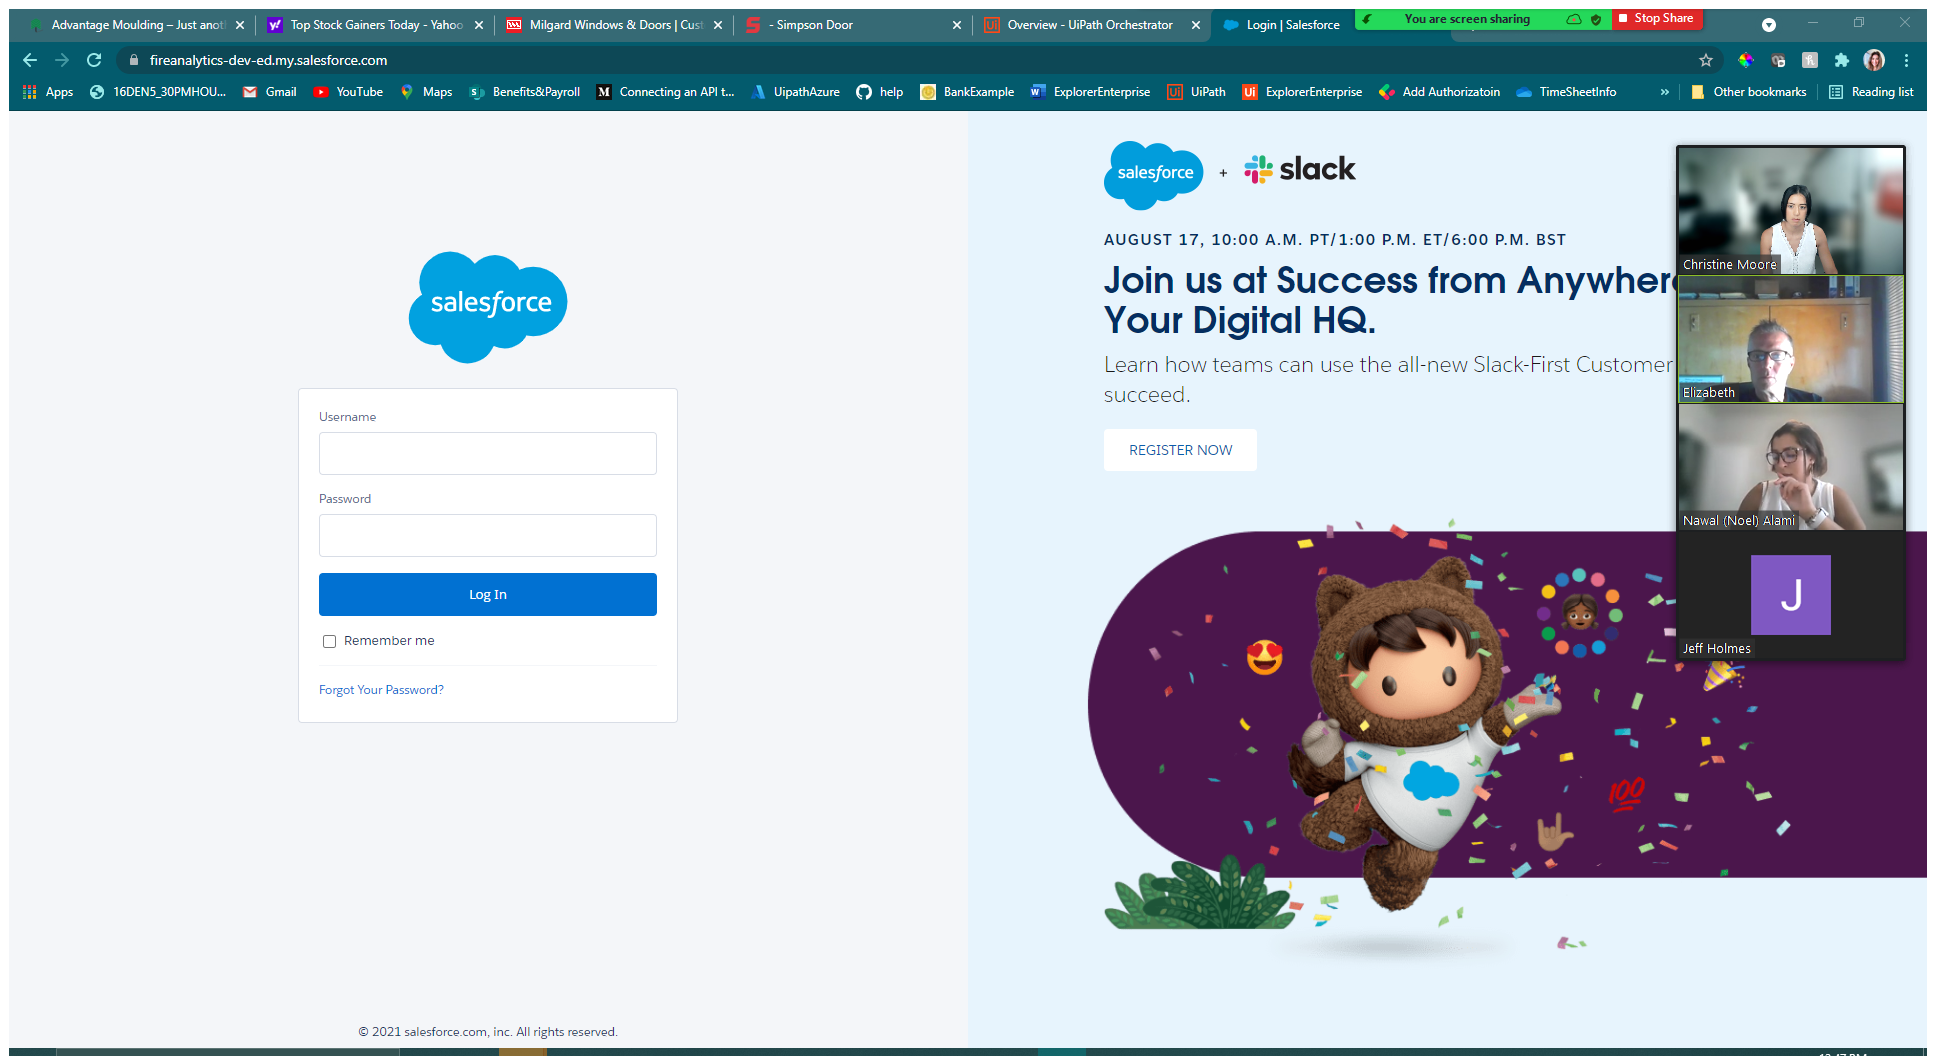 Advantage Moulding – Just anot
Top Stock Gainers Today - Yahoo
Milgard Windows & Doors | Cust
- Simpson Door
Overview - UiPath Orchestrator
Login | Salesforce
You are screen sharing
Stop Share
fireanalytics-dev-ed.my.salesforce.com
Apps
16DEN5_30PMHOU...
Gmail
YouTube
Maps
Benefits&Payroll
Connecting an API t...
UipathAzure
help
BankExample
ExplorerEnterprise
UiPath
ExplorerEnterprise
Add Authorizatoin
TimeSheetInfo
»
Other bookmarks
Reading list
salesforce
Username
Password
Log In
Remember me
Forgot Your Password?
© 2021 salesforce.com, inc. All rights reserved.
salesforce + slack
AUGUST 17, 10:00 A.M. PT/1:00 P.M. ET/6:00 P.M. BST
Join us at Success from Anywhere
Your Digital HQ.
Learn how teams can use the all-new Slack-First Customer
succeed.
REGISTER NOW
100
Christine Moore
Elizabeth
Nawal (Noel) Alami
J
Jeff Holmes